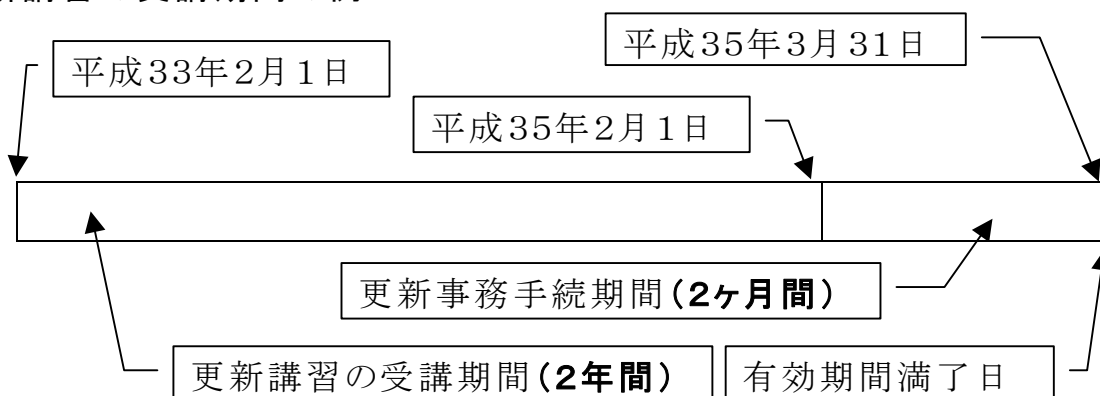 平成35年3月31日
平成33年2月1日
平成35年2月1日
更新事務手続期間(2ヶ月間)
更新講習の受講期間(2年間)
有効期間満了日